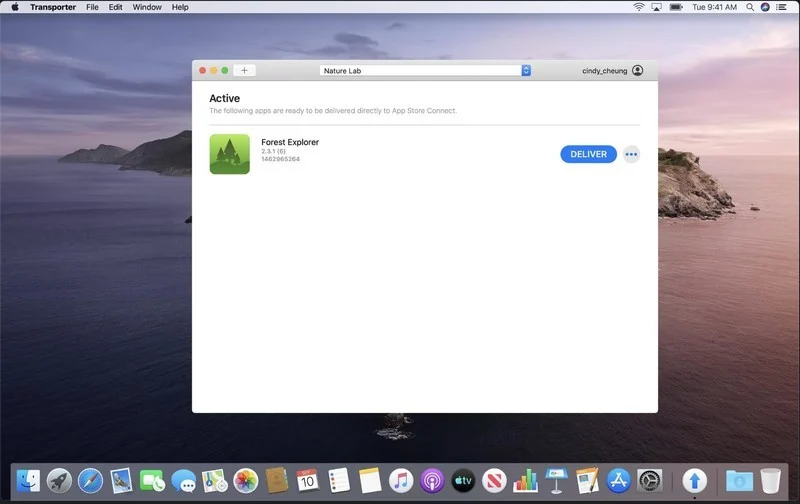 Transporter File Edit Window Help Tue 9:41 AM
Nature Lab cindy_cheung
Active
The following apps are ready to be delivered directly to App Store Connect.
Forest Explorer
2.3.1 (6)
1462965264
DELIVER
SEP
10
tv